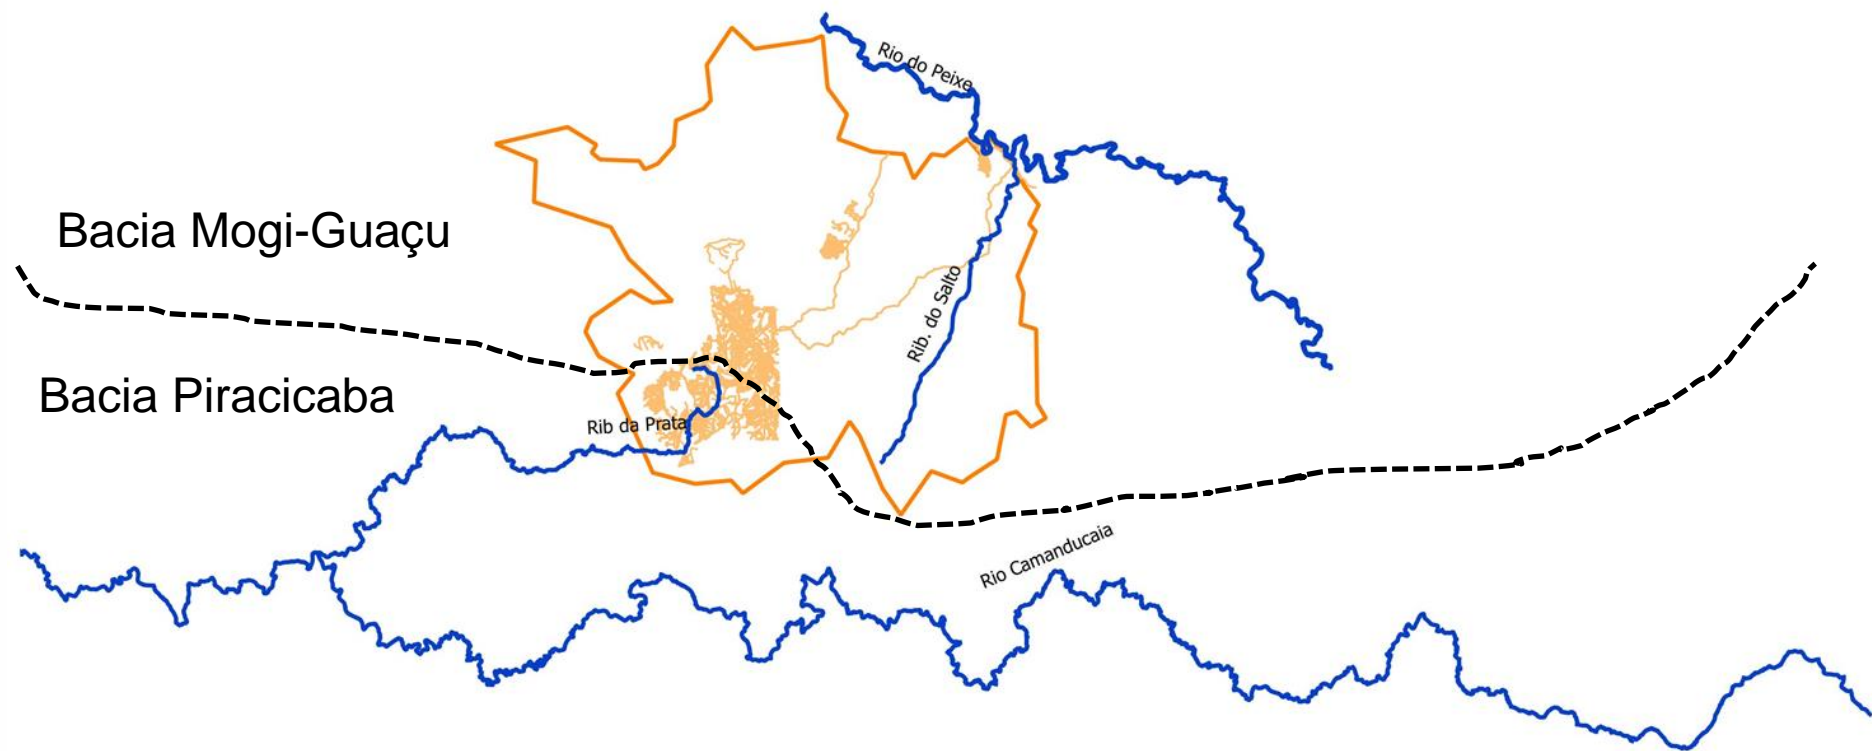 Rio do Peixe
Bacia Mogi-Guaçu
Rib. do Salto
Bacia Piracicaba
Rib da Prata
Rio Camanducaia